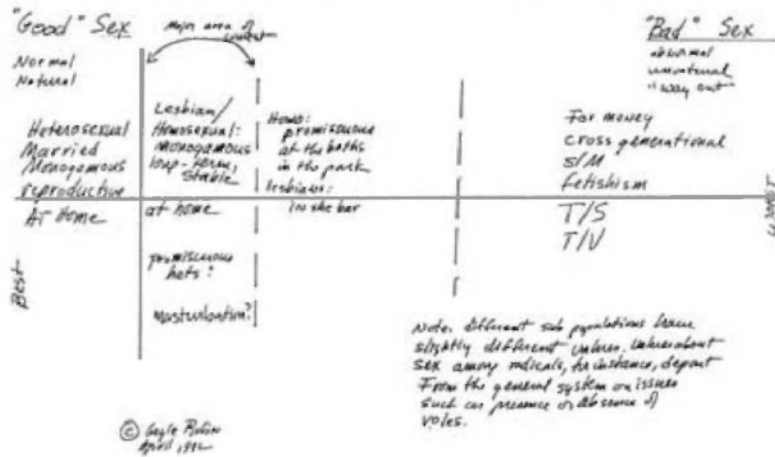 "Good" Sex
Normal
Natural
Heterosexual
Married
Monogamous
reproductive
At Home
Best
Major area of
contest
Lesbian/
Homosexual:
monogamous
long-term,
stable
at home
promiscuous
hets?
Masturbation?
Homo:
promiscuous
at the baths
in the park
lesbians:
in the bar
"Bad" Sex
abnormal
unnatural
"way out"
For money
cross generational
S/M
fetishism
T/S
T/V
Worst
Note: different sub populations have
slightly different values. Values about
sex among radicals, for instance, depart
From the general system on issues
such as presence or absence of
roles.
© Gayle Rubin
April, 1982